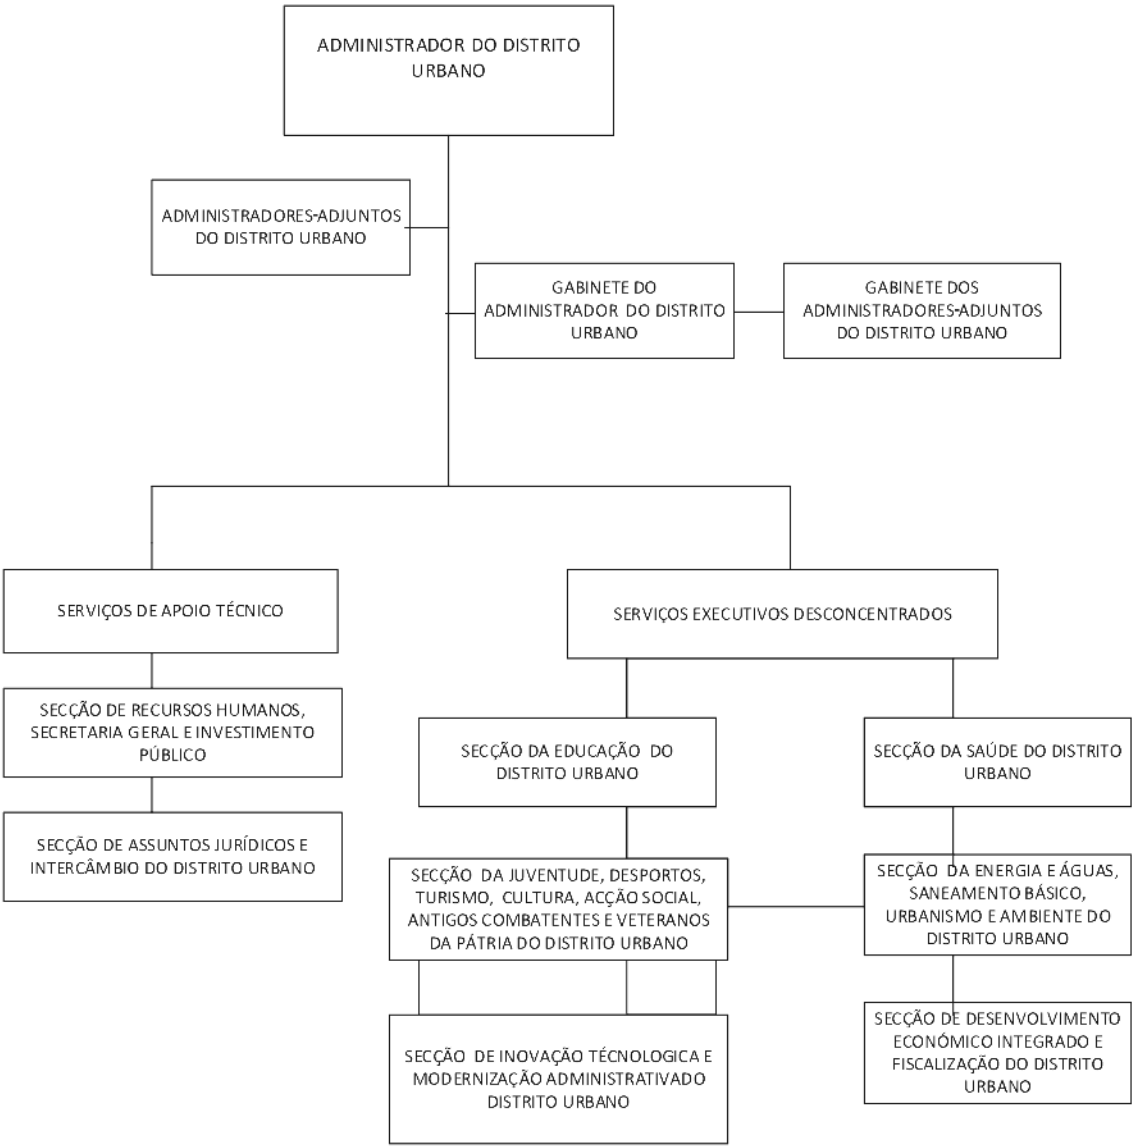 ADMINISTRADOR DO DISTRITO
URBANO
ADMINISTRADORES-ADJUNTOS
DO DISTRITO URBANO
GABINETE DO
ADMINISTRADOR DO DISTRITO
URBANO
GABINETE DOS
ADMINISTRADORES-ADJUNTOS
DO DISTRITO URBANO
SERVIÇOS DE APOIO TÉCNICO
SERVIÇOS EXECUTIVOS DESCONCENTRADOS
SECÇÃO DE RECURSOS HUMANOS,
SECRETARIA GERAL E INVESTIMENTO
PÚBLICO
SECÇÃO DA EDUCAÇÃO DO
DISTRITO URBANO
SECÇÃO DA SAÚDE DO DISTRITO
URBANO
SECÇÃO DE ASSUNTOS JURÍDICOS E
INTERCÂMBIO DO DISTRITO URBANO
SECÇÃO DA JUVENTUDE, DESPORTOS,
TURISMO, CULTURA, ACÇÃO SOCIAL,
ANTIGOS COMBATENTES E VETERANOS
DA PÁTRIA DO DISTRITO URBANO
SECÇÃO DA ENERGIA E ÁGUAS,
SANEAMENTO BÁSICO,
URBANISMO E AMBIENTE DO
DISTRITO URBANO
SECÇÃO DE INOVAÇÃO TÉCNOLOGICA E
MODERNIZAÇÃO ADMINISTRATIVADO
DISTRITO URBANO
SECÇÃO DE DESENVOLVIMENTO
ECONÓMICO INTEGRADO E
FISCALIZAÇÃO DO DISTRITO
URBANO